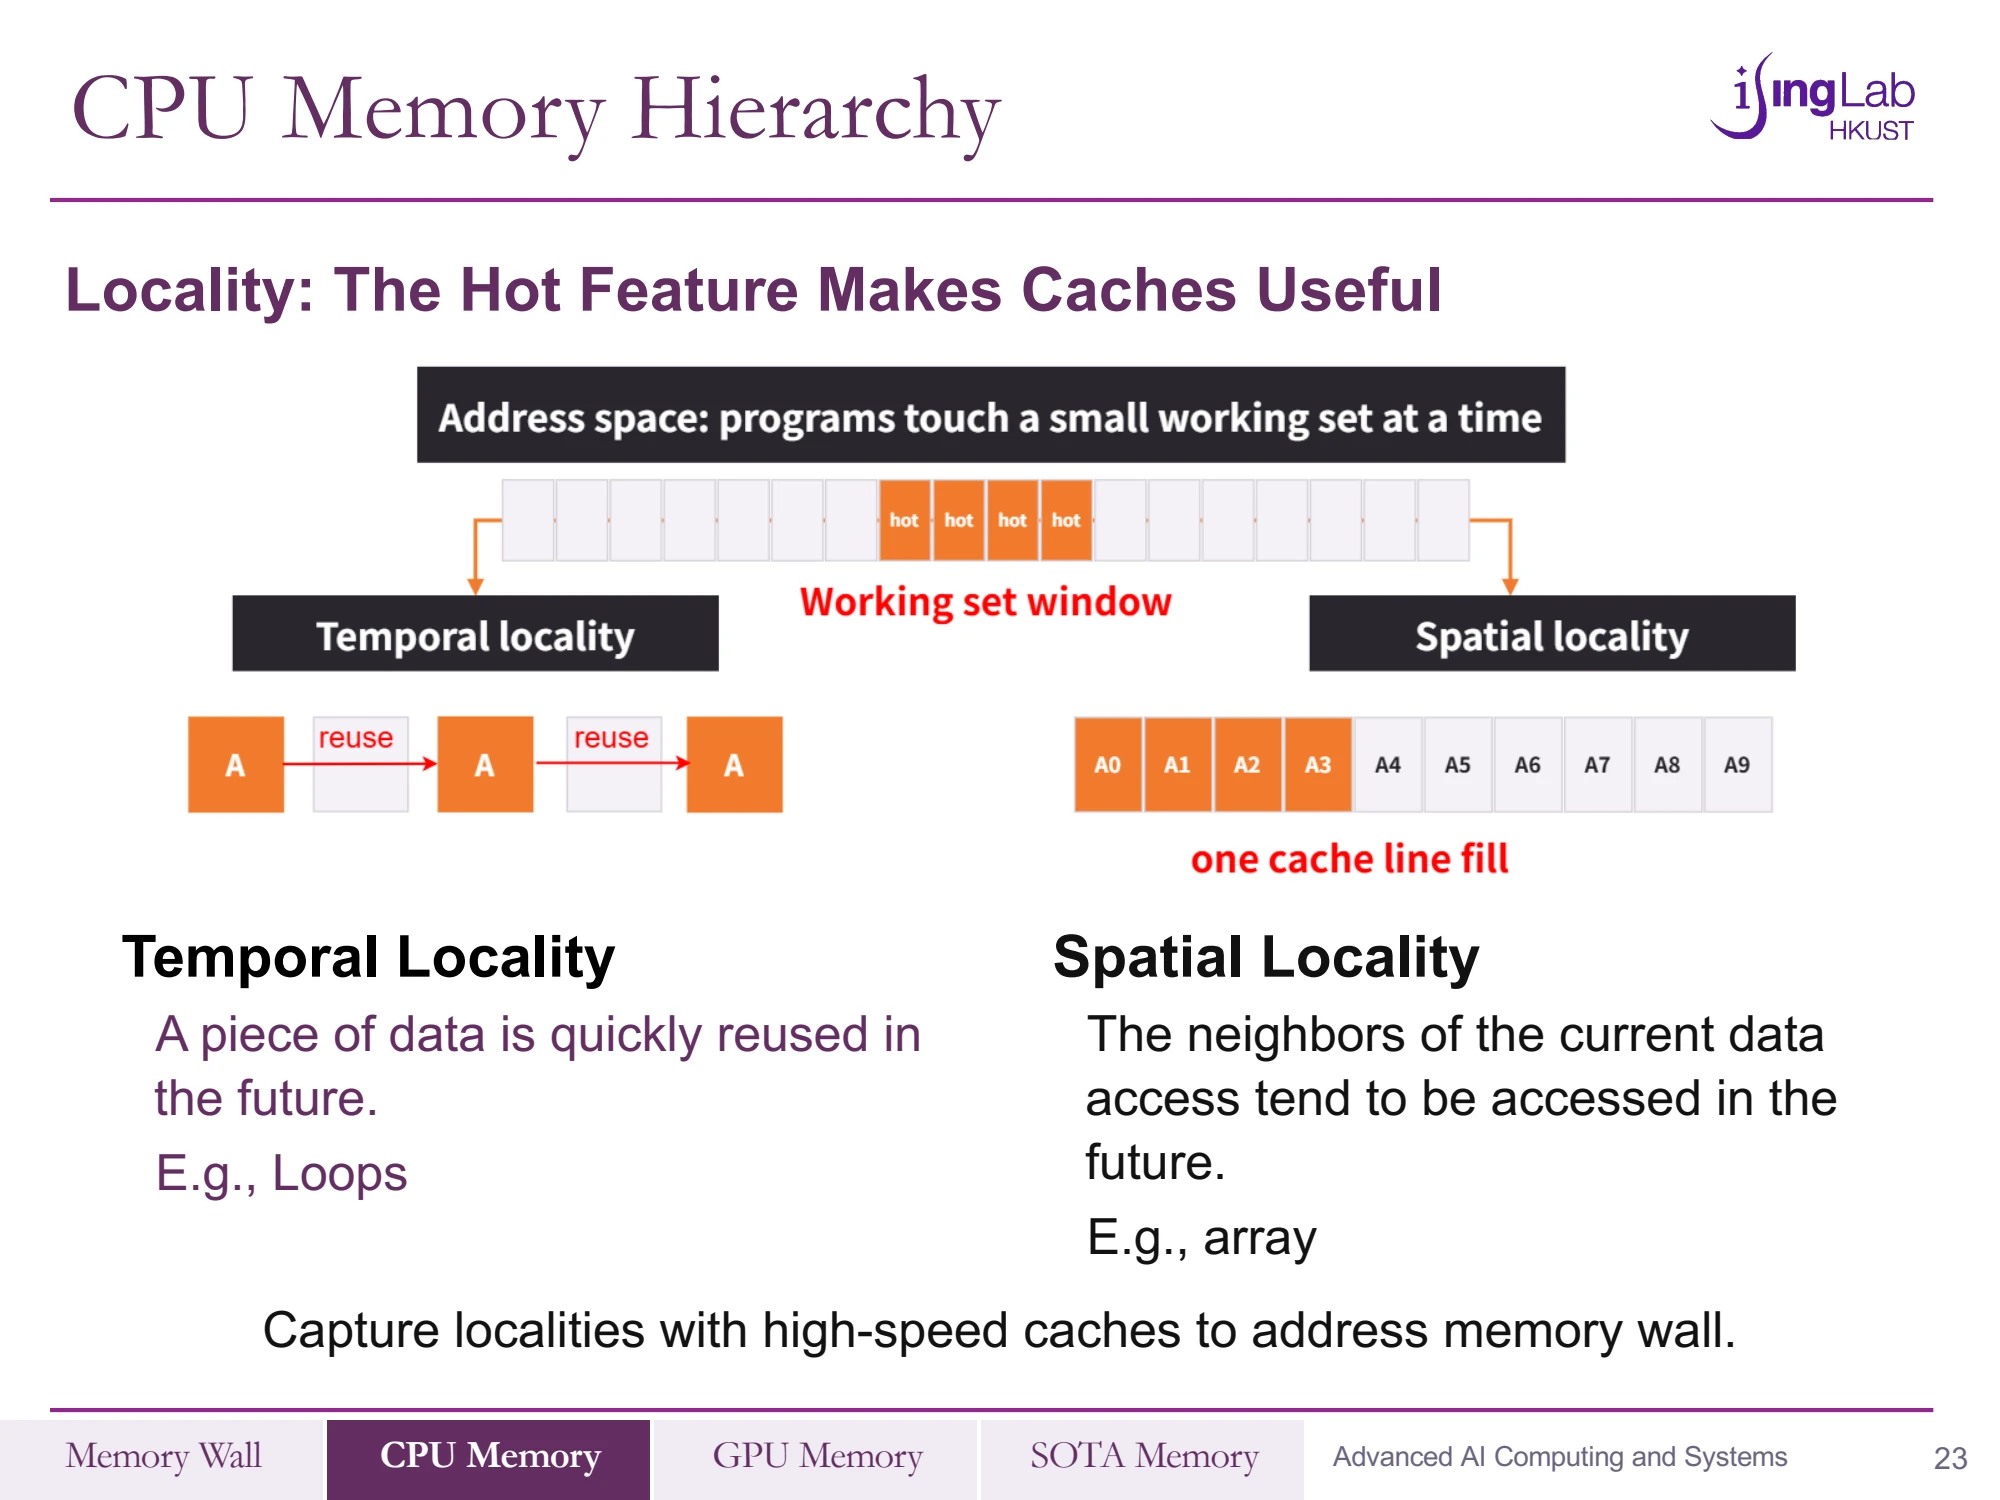 CPU Memory Hierarchy
isingLab
HKUST
Locality: The Hot Feature Makes Caches Useful
Address space: programs touch a small working set at a time
hot hot hot hot
Working set window
Temporal locality
Spatial locality
A reuse A reuse A
A0 A1 A2 A3 A4 A5 A6 A7 A8 A9
one cache line fill
Temporal Locality
A piece of data is quickly reused in
the future.
E.g., Loops
Spatial Locality
The neighbors of the current data
access tend to be accessed in the
future.
E.g., array
Capture localities with high-speed caches to address memory wall.
Memory Wall
CPU Memory
GPU Memory
SOTA Memory
Advanced AI Computing and Systems
23